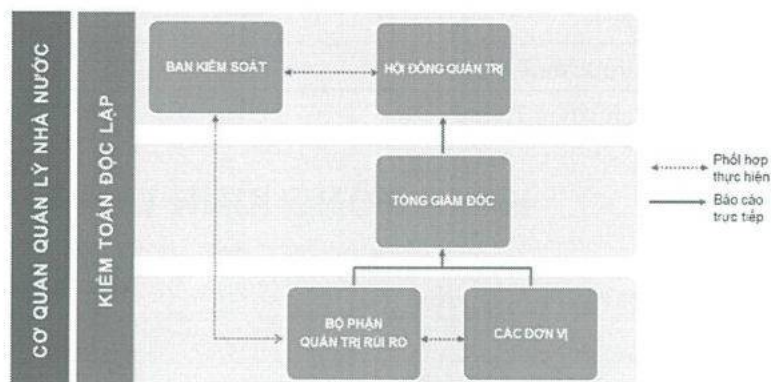 CƠ QUAN QUẢN LÝ NHÀ NƯỚC
KIỂM TOÁN ĐỘC LẬP
BAN KIỂM SOÁT
HỘI ĐỒNG QUẢN TRỊ
TỔNG GIÁM ĐỐC
BỘ PHẬN
QUẢN TRỊ RỦI RO
CÁC ĐƠN VỊ
Phối hợp
thực hiện
Báo cáo
trực tiếp